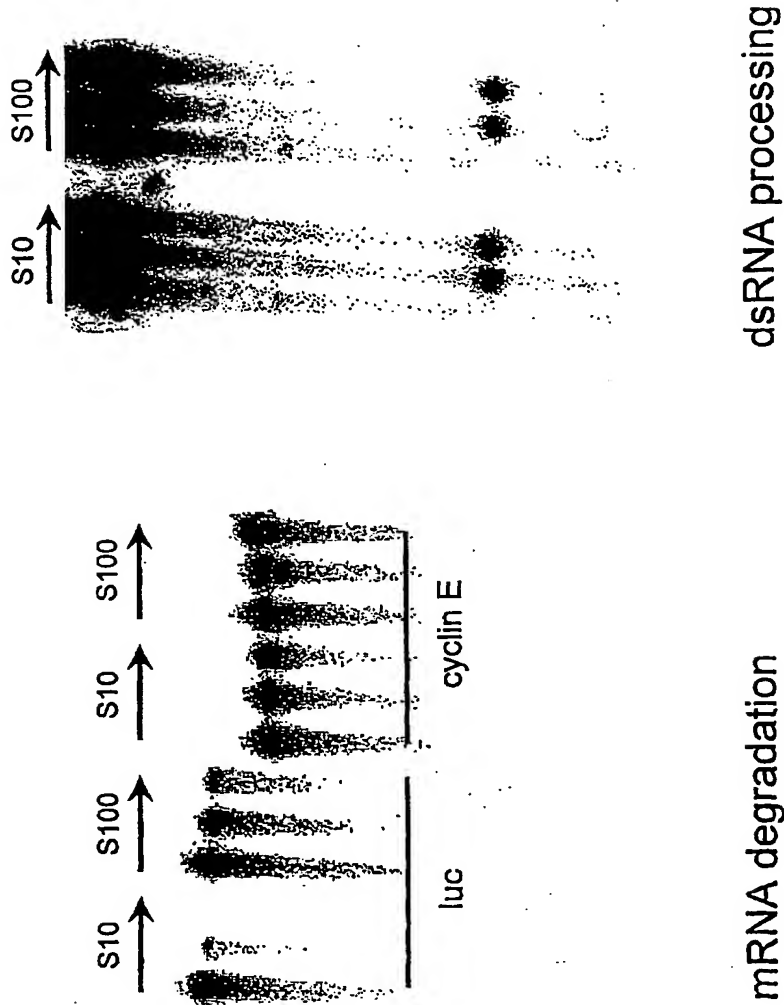 S10
S100
S10
S100
luc
cyclin E
mRNA degradation
S10
S100
dsRNA processing